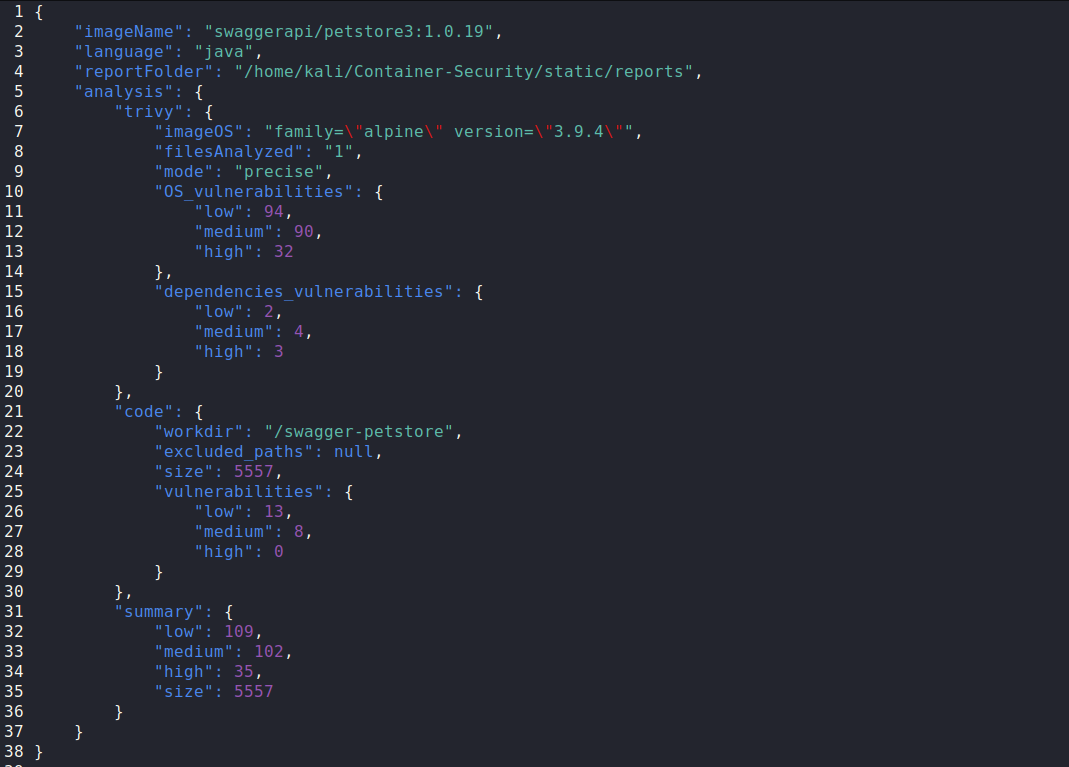 1 {
2     "imageName": "swaggerapi/petstore3:1.0.19",
3     "language": "java",
4     "reportFolder": "/home/kali/Container-Security/static/reports",
5     "analysis": {
6         "trivy": {
7             "imageOS": "family=\"alpine\" version=\"3.9.4\"",
8             "filesAnalyzed": "1",
9             "mode": "precise",
10             "OS_vulnerabilities": {
11                 "low": 94,
12                 "medium": 90,
13                 "high": 32
14             },
15             "dependencies_vulnerabilities": {
16                 "low": 2,
17                 "medium": 4,
18                 "high": 3
19             }
20         },
21         "code": {
22             "workdir": "/swagger-petstore",
23             "excluded_paths": null,
24             "size": 5557,
25             "vulnerabilities": {
26                 "low": 13,
27                 "medium": 8,
28                 "high": 0
29             }
30         },
31         "summary": {
32             "low": 109,
33             "medium": 102,
34             "high": 35,
35             "size": 5557
36         }
37     }
38 }